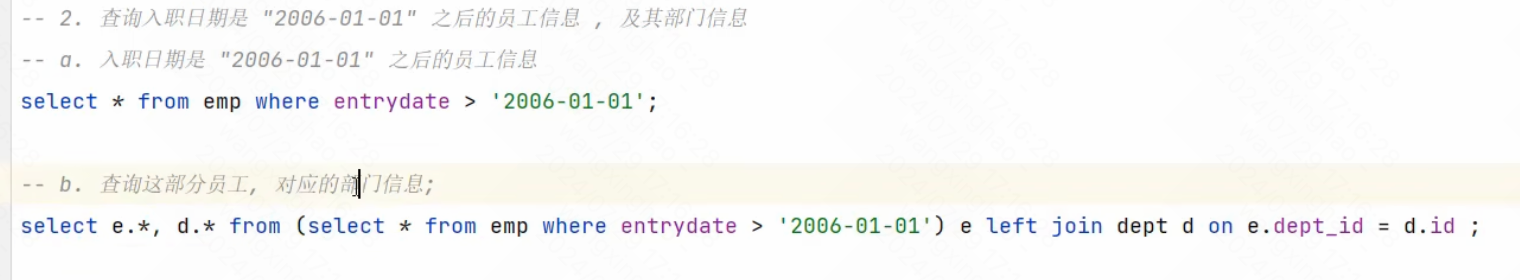 -- 2. 查询入职日期是 "2006-01-01" 之后的员工信息 , 及其部门信息
-- a. 入职日期是 "2006-01-01" 之后的员工信息
select * from emp where entrydate > '2006-01-01';
-- b. 查询这部分员工, 对应的部门信息;
select e.*, d.* from (select * from emp where entrydate > '2006-01-01') e left join dept d on e.dept_id = d.id ;